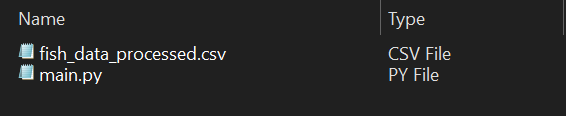 Name Type
fish_data_processed.csv CSV File
main.py PY File